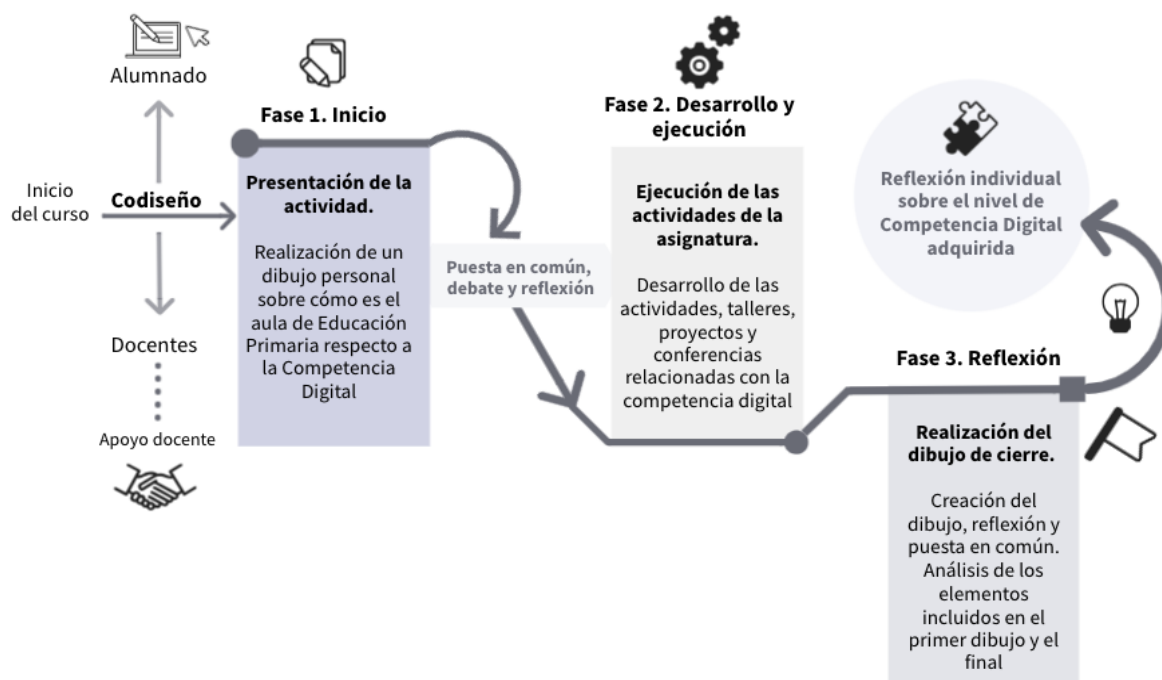 Alumnado
Inicio
del curso
Codiseño
Docentes
Apoyo docente
Fase 1. Inicio
Presentación de la
actividad.
Realización de un
dibujo personal
sobre cómo es el
aula de Educación
Primaria respecto a
la Competencia
Digital
Puesta en común,
debate y reflexión
Fase 2. Desarrollo y
ejecución
Ejecución de las
actividades de la
asignatura.
Desarrollo de las
actividades, talleres,
proyectos y
conferencias
relacionadas con la
competencia digital
Fase 3. Reflexión
Realización del
dibujo de cierre.
Creación del
dibujo, reflexión y
puesta en común.
Análisis de los
elementos
incluidos en el
primer dibujo y el
final
Reflexión individual
sobre el nivel de
Competencia Digital
adquirida